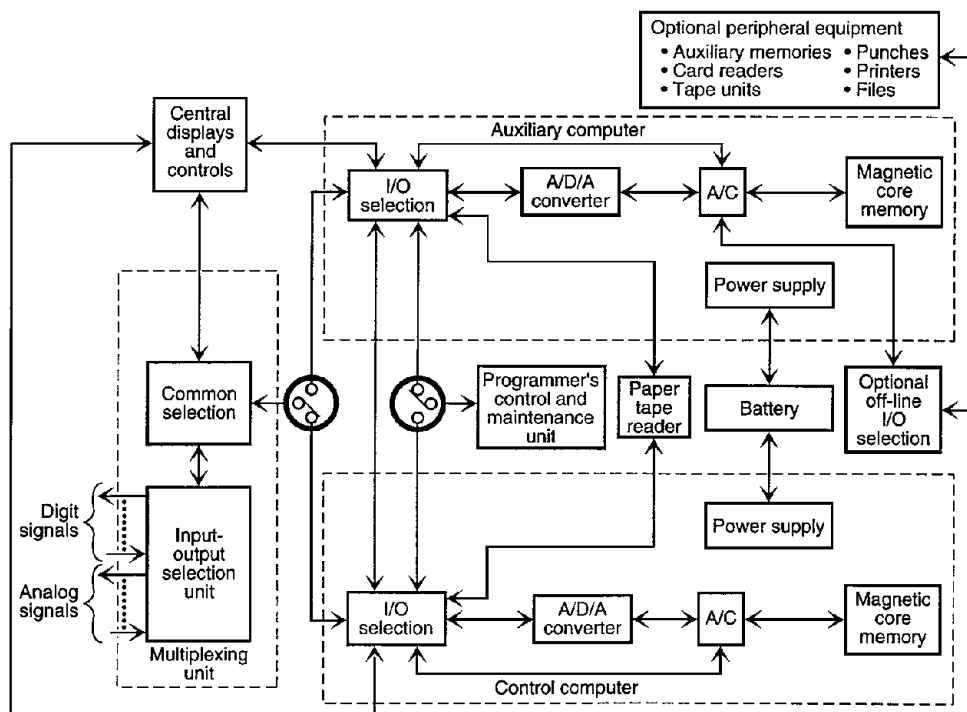 Optional peripheral equipment
• Auxiliary memories
• Card readers
• Tape units
• Punches
• Printers
• Files
Central
displays
and
controls
Auxiliary computer
I/O
selection
A/D/A
converter
A/C
Magnetic
core
memory
Power supply
Common
selection
Programmer's
control and
maintenance
unit
Paper
tape
reader
Battery
Optional
off-line
I/O
selection
Digit
signals
Analog
signals
Input-
output
selection
unit
Multiplexing
unit
Power supply
I/O
selection
A/D/A
converter
A/C
Magnetic
core
memory
Control computer